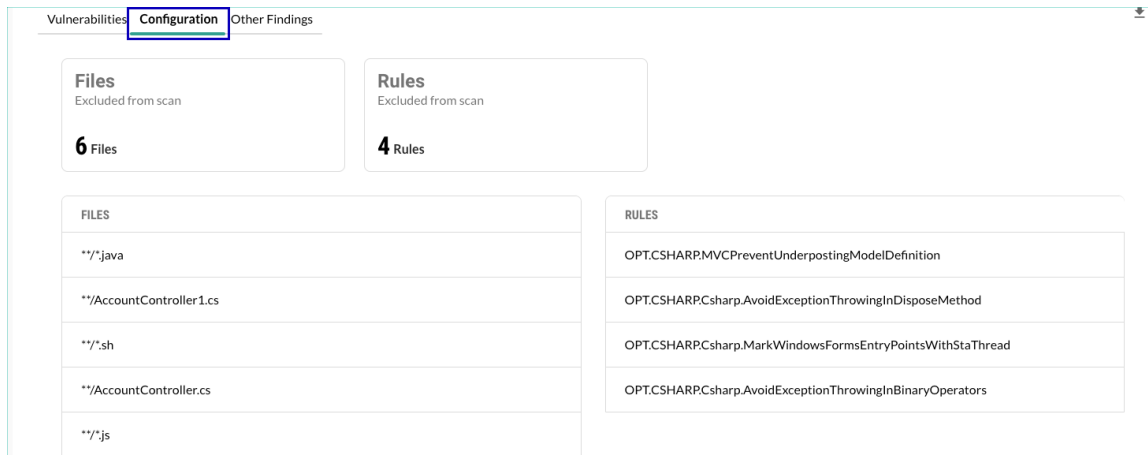 Vulnerabilities Configuration Other Findings
Files
Excluded from scan
6 Files
Rules
Excluded from scan
4 Rules
FILES
**/*.java
**/AccountController1.cs
**/*.sh
**/AccountController.cs
**/*.js
RULES
OPT.CSHARP.MVCPreventUnderpostingModelDefinition
OPT.CSHARP.Csharp.AvoidExceptionThrowingInDisposeMethod
OPT.CSHARP.Csharp.MarkWindowsFormsEntryPointsWithStaThread
OPT.CSHARP.Csharp.AvoidExceptionThrowingInBinaryOperators